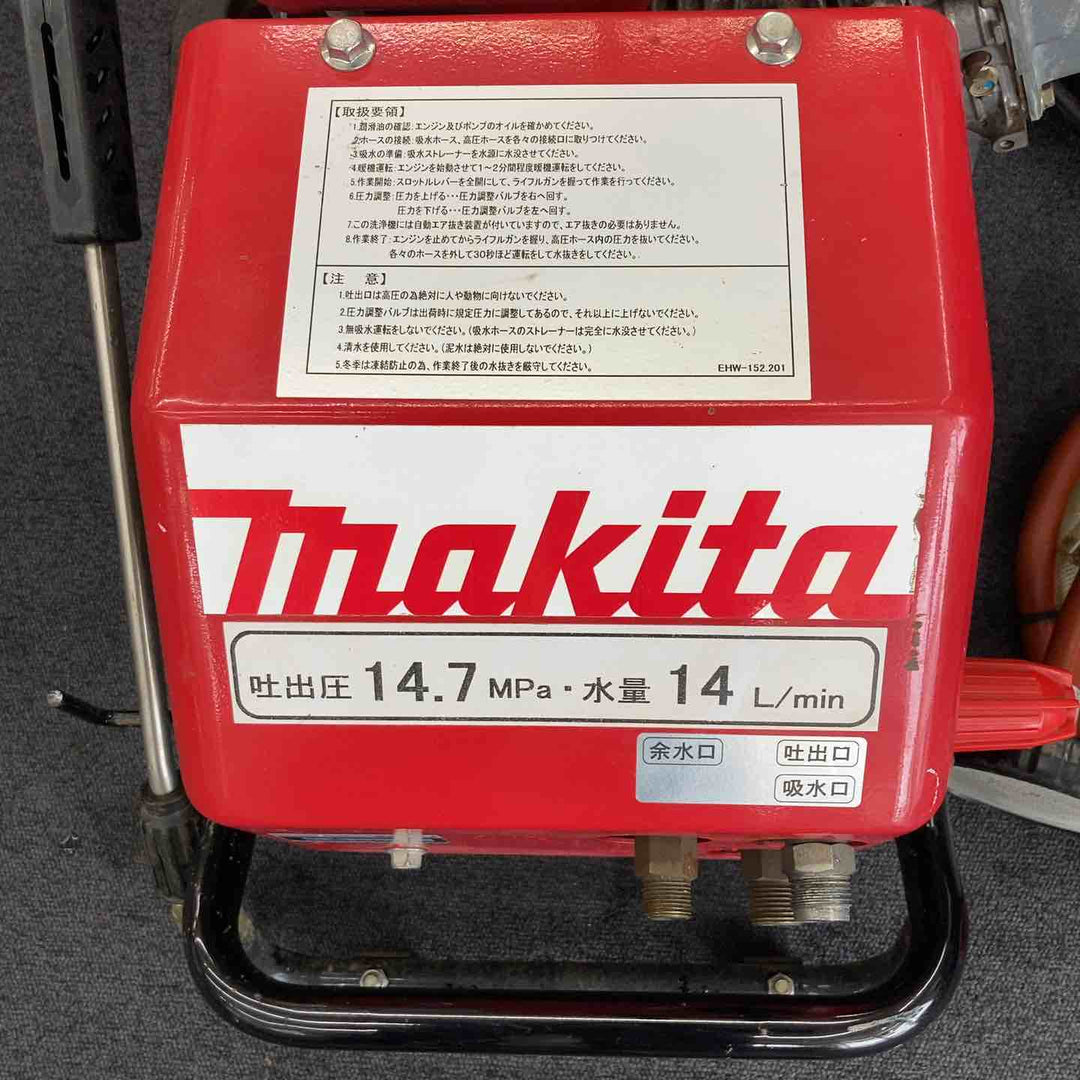 【取扱要領】
1.潤滑油の確認:エンジン及びポンプのオイルを確かめてください。
2.ホースの接続:吸水ホース、高圧ホースを各々の接続口に取りつけてください。
3.吸水の準備:吸水ストレーナーを水源に水没させてください。
4.暖機運転:エンジンを始動させて1～2分間程度暖機運転をしてください。
5.作業開始:スロットルレバーを全開にして、ライフルガンを握って作業を行ってください。
6.圧力調整:圧力を上げる･･･圧力調整バルブを右へ回す。
圧力を下げる･･･圧力調整バルブを左へ回す。
7.この洗浄機には自動エア抜き装置が付いていますので、エア抜きの必要はありません。
8.作業終了:エンジンを止めてからライフルガンを握り、高圧ホース内の圧力を抜いてください。
各々のホースを外して30秒ほど運転をして水抜きをしてください。
【注 意】
1.吐出口は高圧の為絶対に人や動物に向けないでください。
2.圧力調整バルブは出荷時に規定圧力に調整してあるので、それ以上に上げないでください。
3.無吸水運転をしないでください。(吸水ホースのストレーナーは完全に水没させてください。)
4.清水を使用してください。(泥水は絶対に使用しないでください。)
5.冬季は凍結防止の為、作業終了後の水抜きを厳守してください。
EHW-152.201
makita
吐出圧 14.7 MPa・水量 14 L/min
余水口 吐出口
吸水口